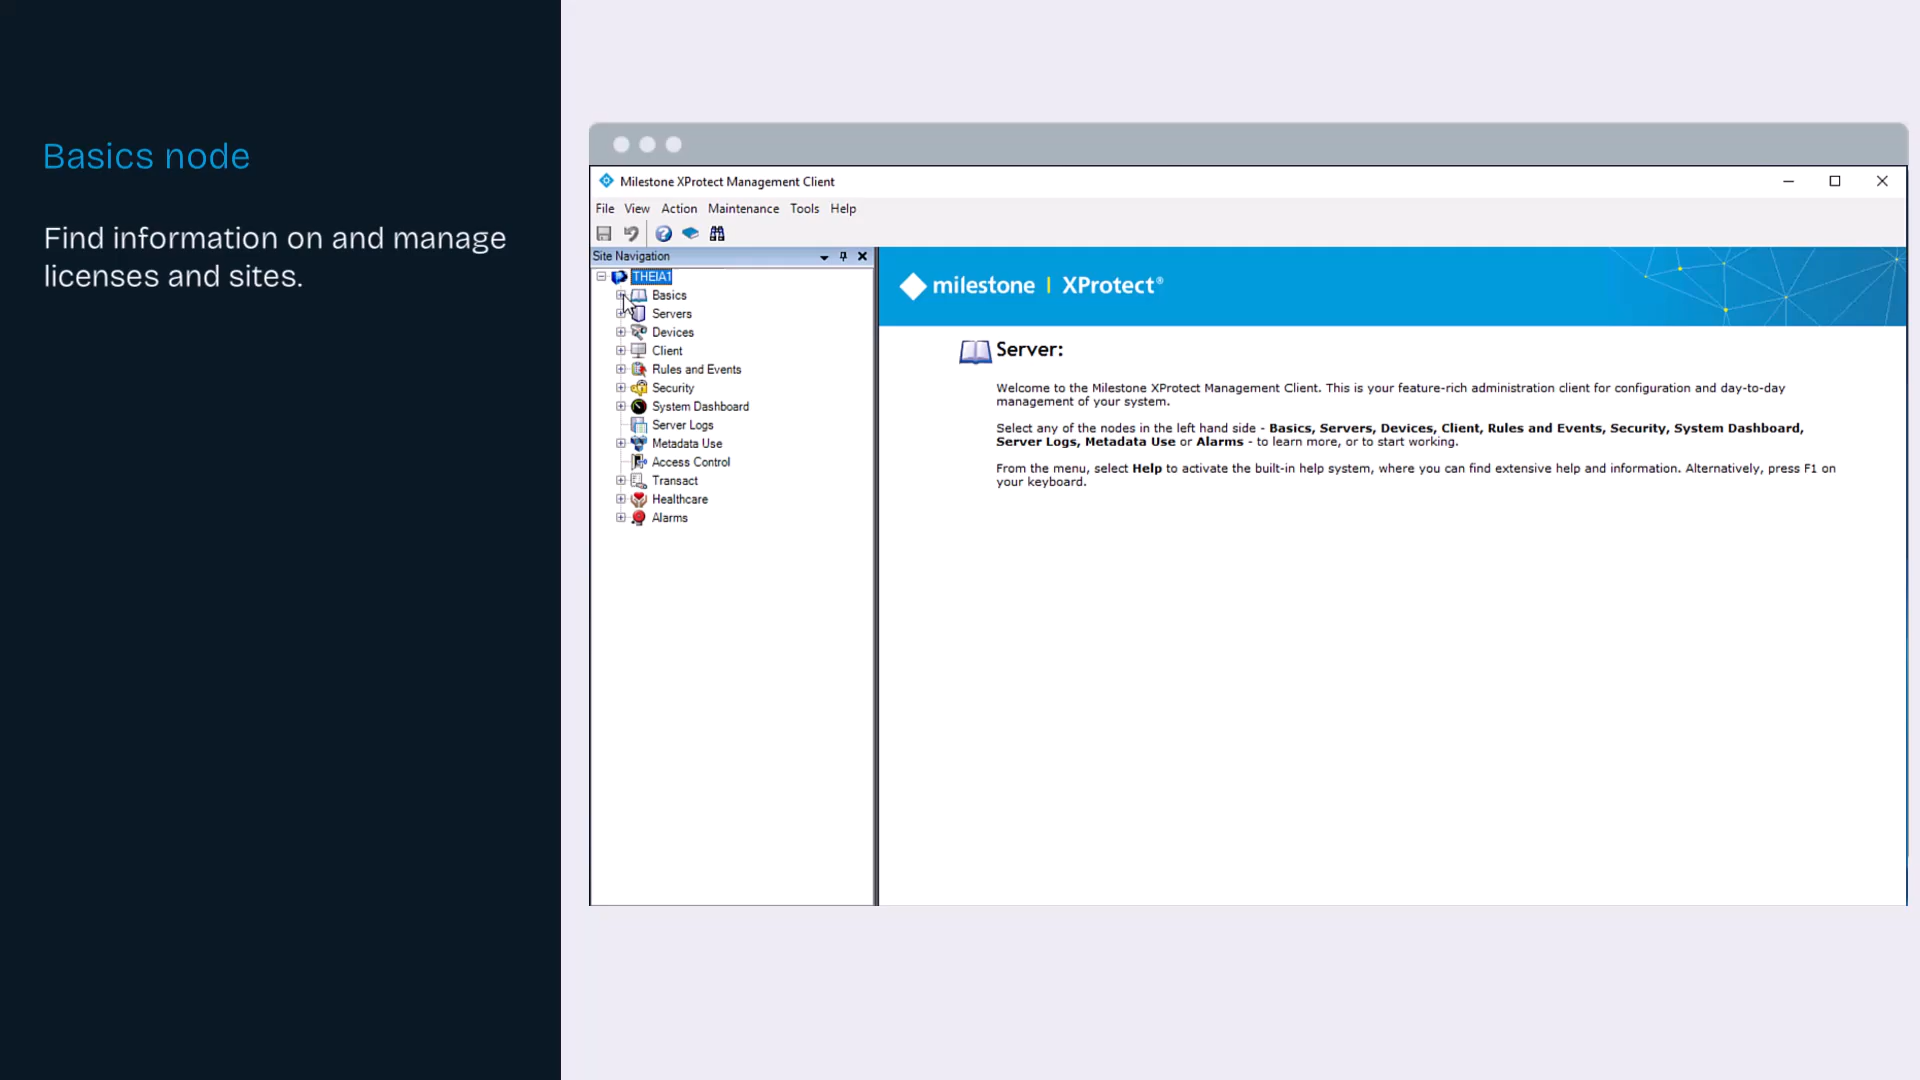 Basics node
Find information on and manage
licenses and sites.
Milestone XProtect Management Client
File View Action Maintenance Tools Help
Site Navigation
THEIA1
Basics
Servers
Devices
Client
Rules and Events
Security
System Dashboard
Server Logs
Metadata Use
Access Control
Transact
Healthcare
Alarms
milestone | XProtect®
Server:
Welcome to the Milestone XProtect Management Client. This is your feature-rich administration client for configuration and day-to-day
management of your system.
Select any of the nodes in the left hand side - Basics, Servers, Devices, Client, Rules and Events, Security, System Dashboard,
Server Logs, Metadata Use or Alarms - to learn more, or to start working.
From the menu, select Help to activate the built-in help system, where you can find extensive help and information. Alternatively, press F1 on
your keyboard.